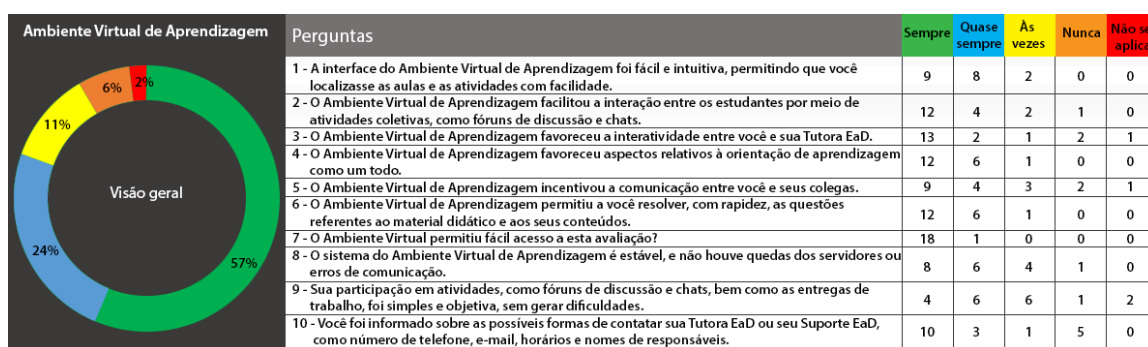 Ambiente Virtual de Aprendizagem
2%
6%
11%
24%
57%
Visão geral
Perguntas Sempre Quase sempre Às vezes Nunca Não se aplica
1 - A interface do Ambiente Virtual de Aprendizagem foi fácil e intuitiva, permitindo que você
localizasse as aulas e as atividades com facilidade. 9 8 2 0 0
2 - O Ambiente Virtual de Aprendizagem facilitou a interação entre os estudantes por meio de
atividades coletivas, como fóruns de discussão e chats. 12 4 2 1 0
3 - O Ambiente Virtual de Aprendizagem favoreceu a interatividade entre você e sua Tutora EaD. 13 2 1 2 1
4 - O Ambiente Virtual de Aprendizagem favoreceu aspectos relativos à orientação de aprendizagem
como um todo. 12 6 1 0 0
5 - O Ambiente Virtual de Aprendizagem incentivou a comunicação entre você e seus colegas. 9 4 3 2 1
6 - O Ambiente Virtual de Aprendizagem permitiu a você resolver, com rapidez, as questões
referentes ao material didático e aos seus conteúdos. 12 6 1 0 0
7 - O Ambiente Virtual permitiu fácil acesso a esta avaliação? 18 1 0 0 0
8 - O sistema do Ambiente Virtual de Aprendizagem é estável, e não houve quedas dos servidores ou
erros de comunicação. 8 6 4 1 0
9 - Sua participação em atividades, como fóruns de discussão e chats, bem como as entregas de
trabalho, foi simples e objetiva, sem gerar dificuldades. 4 6 6 1 2
10 - Você foi informado sobre as possíveis formas de contatar sua Tutora EaD ou seu Suporte EaD,
como número de telefone, e-mail, horários e nomes de responsáveis. 10 3 1 5 0